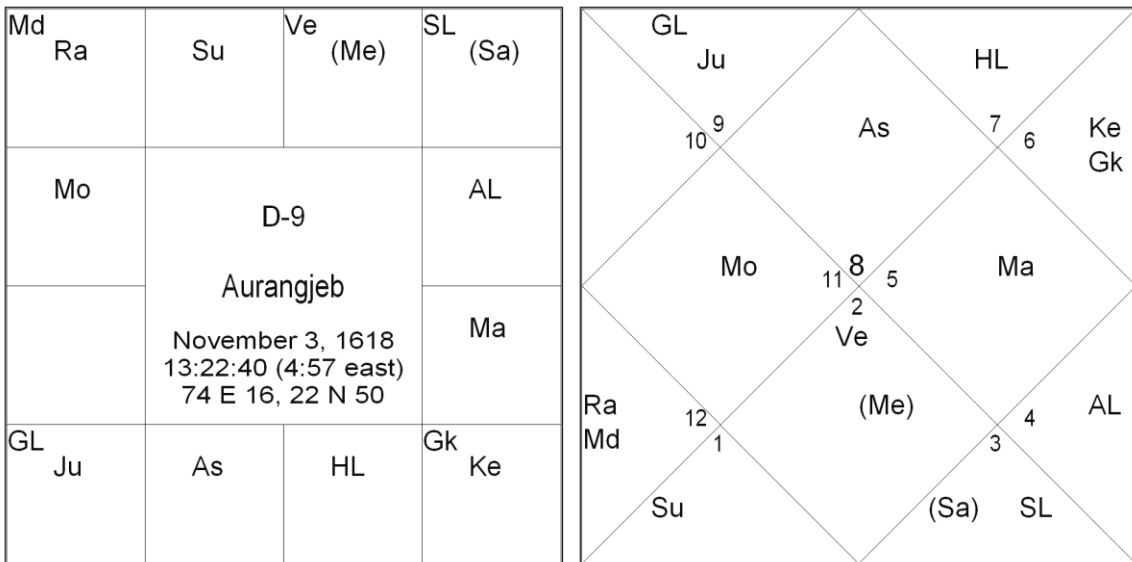 Md
Ra
Su
Ve
(Me)
SL
(Sa)
Mo
AL
D-9
Aurangjeb
November 3, 1618
13:22:40 (4:57 east)
74 E 16, 22 N 50
Ma
GL
Ju
As
HL
Gk
Ke
GL
Ju
HL
9
10
As
7
6
Ke
Gk
Mo
11
8
5
2
Ma
Ve
Ra
Md
12
1
(Me)
4
3
AL
Su
(Sa)
SL